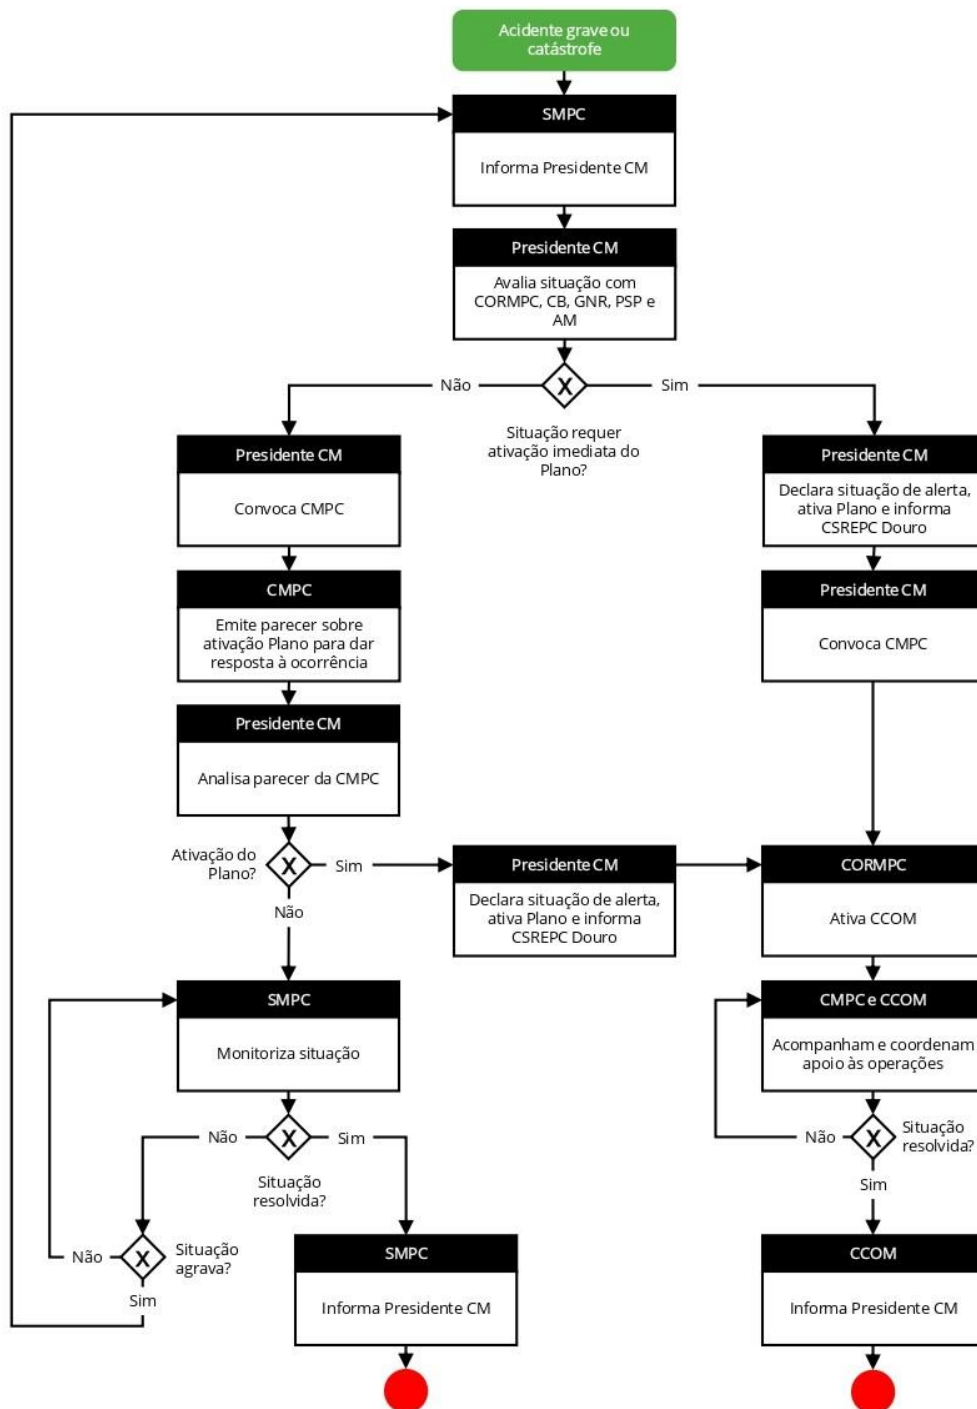 Acidente grave ou
catástrofe
SMPC
Informa Presidente CM
Presidente CM
Avalia situação com
CORMPC, CB, GNR, PSP e
AM
Não
X
Sim
Situação requer
ativação imediata do
Plano?
Presidente CM
Convoca CMPC
Presidente CM
Declara situação de alerta,
ativa Plano e informa
CSREPC Douro
CMPC
Emite parecer sobre
ativação Plano para dar
resposta à ocorrência
Presidente CM
Convoca CMPC
Presidente CM
Analisa parecer da CMPC
Ativação do
Plano?
X
Sim
Não
Presidente CM
Declara situação de alerta,
ativa Plano e informa
CSREPC Douro
CORMPC
Ativa CCOM
SMPC
Monitoriza situação
CMPC e CCOM
Acompanham e coordenam
apoio às operações
Não
X
Sim
Situação
resolvida?
Não
X
Situação
resolvida?
Sim
Não
X
Situação
agrava?
Sim
SMPC
Informa Presidente CM
CCOM
Informa Presidente CM